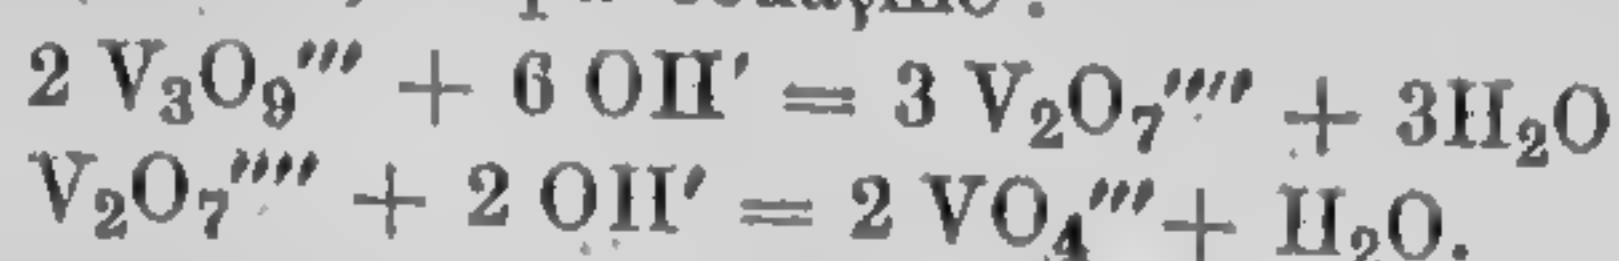 2 V₃O₉′′′ + 6 OH′ = 3 V₂O₇′′′′ + 3H₂O
V₂O₇′′′′ + 2 OH′ = 2 VO₄′′′ + H₂O.